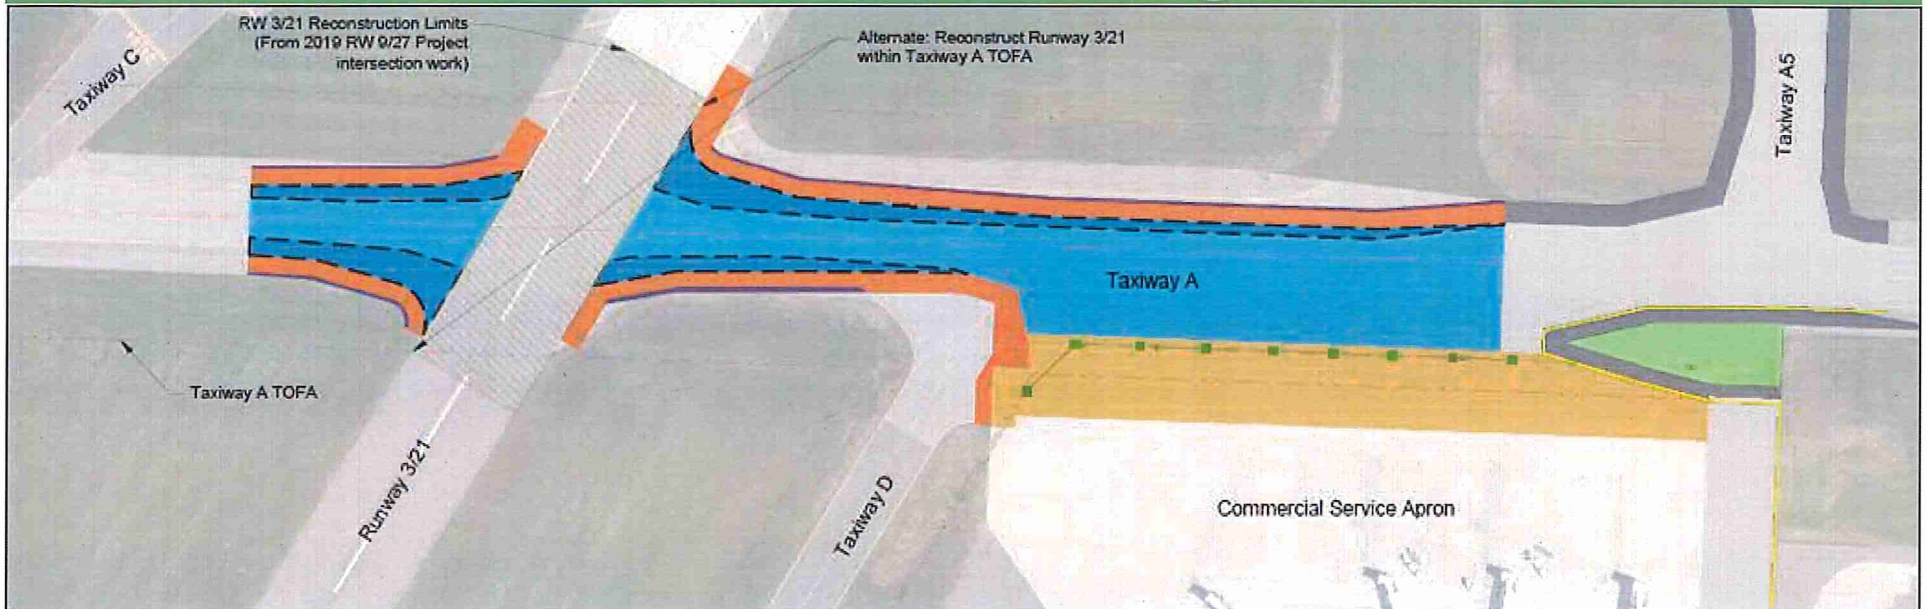 RW 3/21 Reconstruction Limits
(From 2019 RW 9/27 Project
intersection work)
Alternate: Reconstruct Runway 3/21
within Taxiway A TOFA
Taxiway C
Taxiway A5
Taxiway A
Taxiway A TOFA
Runway 3/21
Taxiway D
Commercial Service Apron